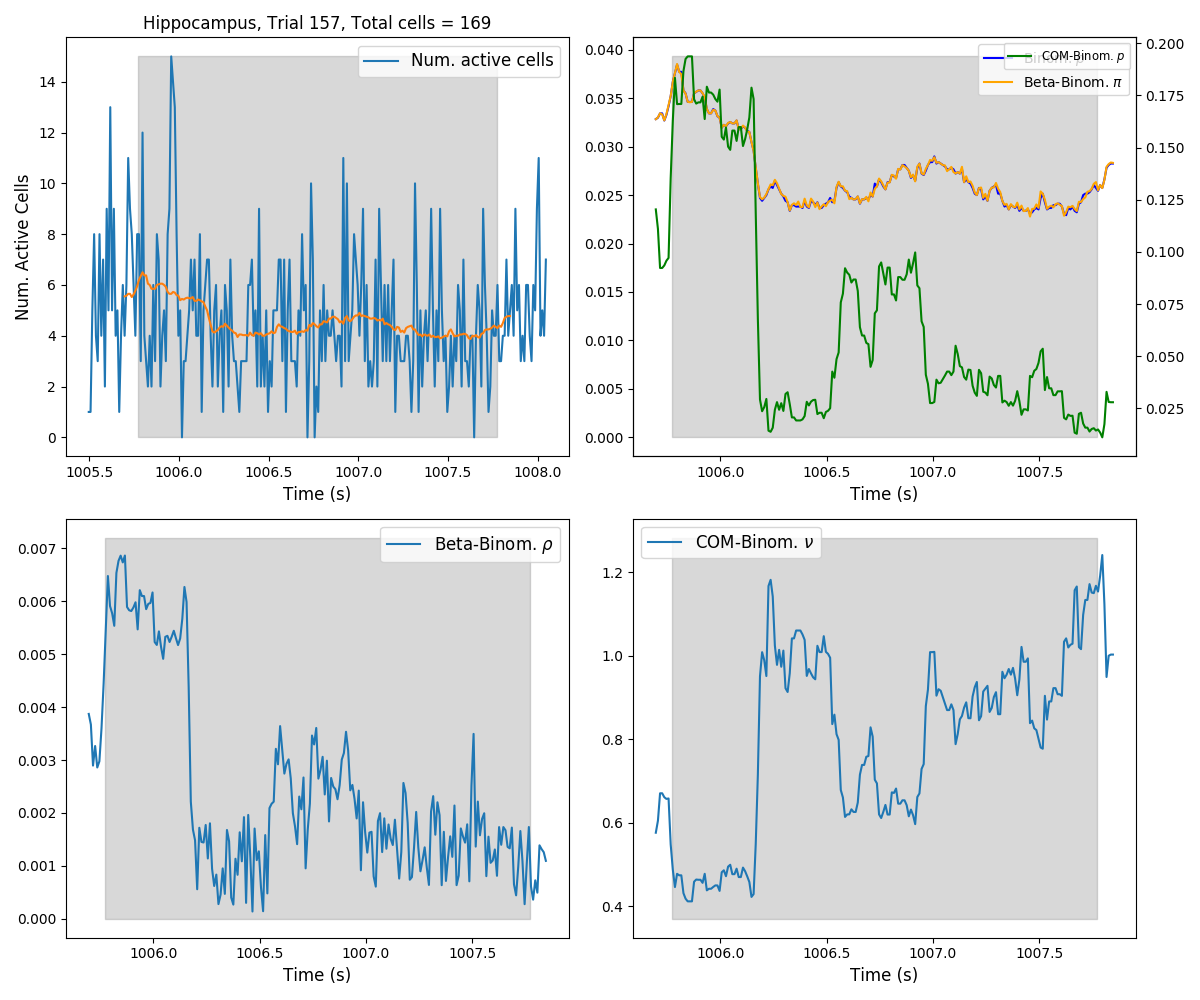 Hippocampus, Trial 157, Total cells = 169
Num. active cells
Num. Active Cells
14
12
10
8
6
4
2
0
1005.5 1006.0 1006.5 1007.0 1007.5 1008.0
Time (s)
COM-Binom. p
Beta-Binom. π
0.040
0.035
0.030
0.025
0.020
0.015
0.010
0.005
0.000
0.200
0.175
0.150
0.125
0.100
0.075
0.050
0.025
1006.0 1006.5 1007.0 1007.5
Time (s)
Beta-Binom. ρ
0.007
0.006
0.005
0.004
0.003
0.002
0.001
0.000
1006.0 1006.5 1007.0 1007.5
Time (s)
COM-Binom. ν
1.2
1.0
0.8
0.6
0.4
1006.0 1006.5 1007.0 1007.5
Time (s)